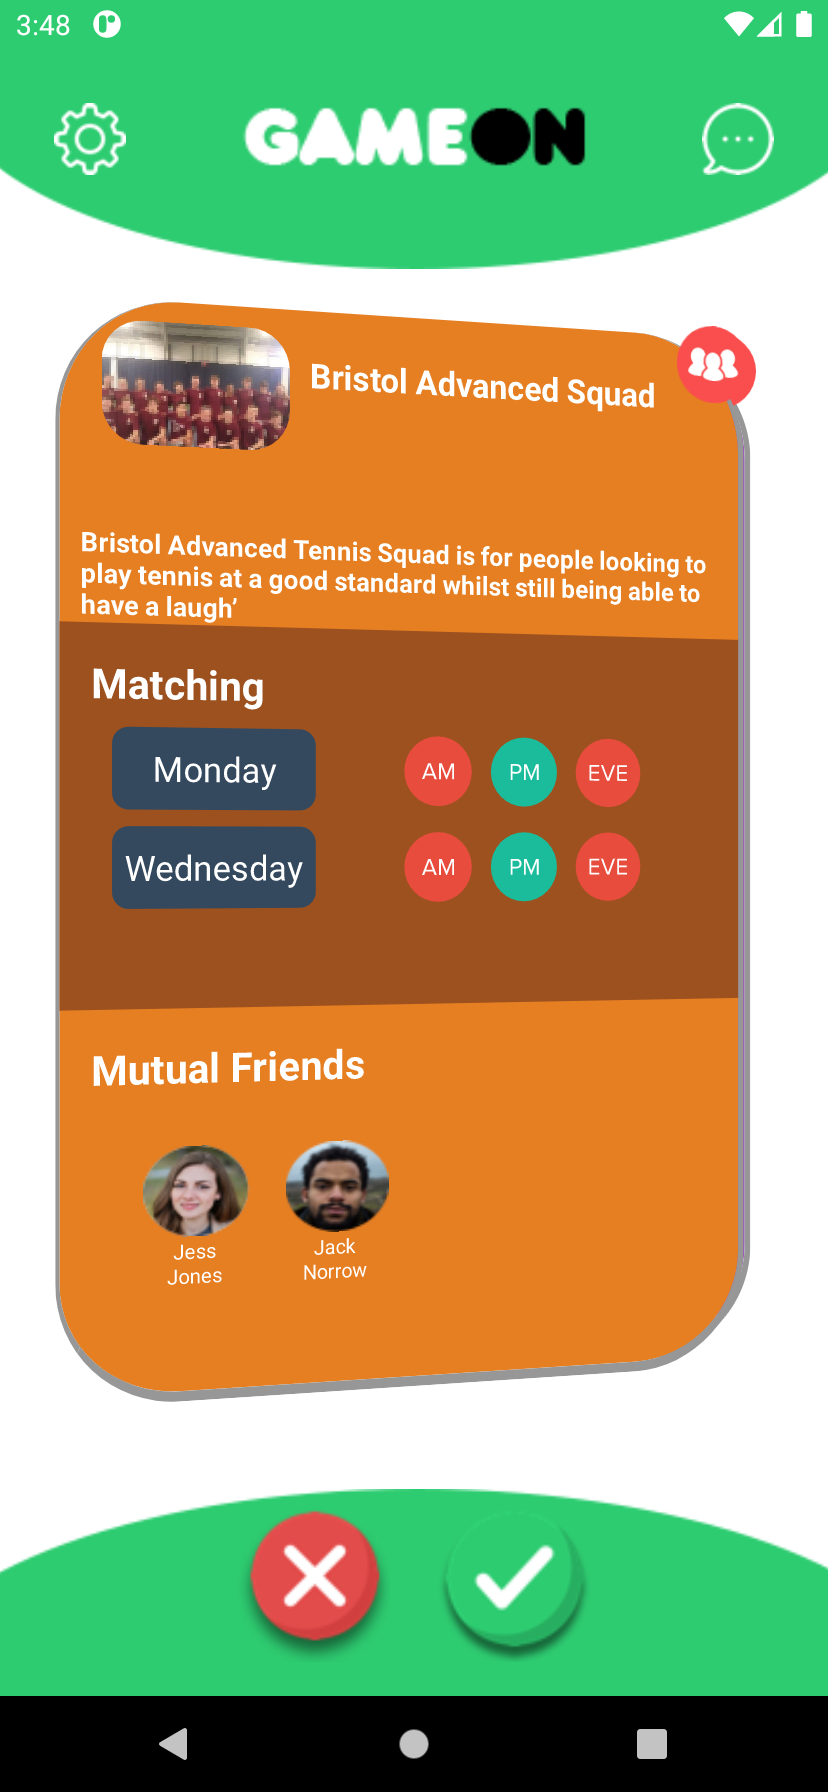 3:48
GAMEON
Bristol Advanced Squad
Bristol Advanced Tennis Squad is for people looking to
play tennis at a good standard whilst still being able to
have a laugh’
Matching
Monday AM PM EVE
Wednesday AM PM EVE
Mutual Friends
Jess Jack
Jones Norrow